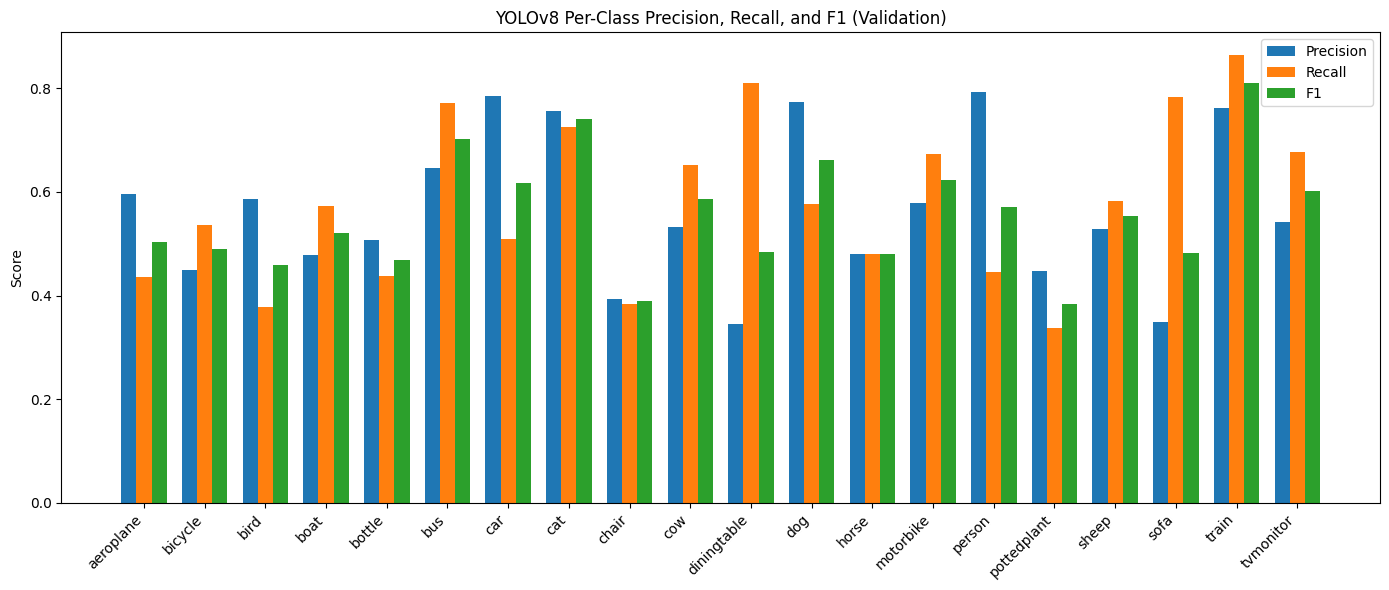 YOLOv8 Per-Class Precision, Recall, and F1 (Validation)
Precision
Recall
F1
Score
0.8
0.6
0.4
0.2
0.0
aeroplane
bicycle
bird
boat
bottle
bus
car
cat
chair
cow
diningtable
dog
horse
motorbike
person
pottedplant
sheep
sofa
train
tvmonitor